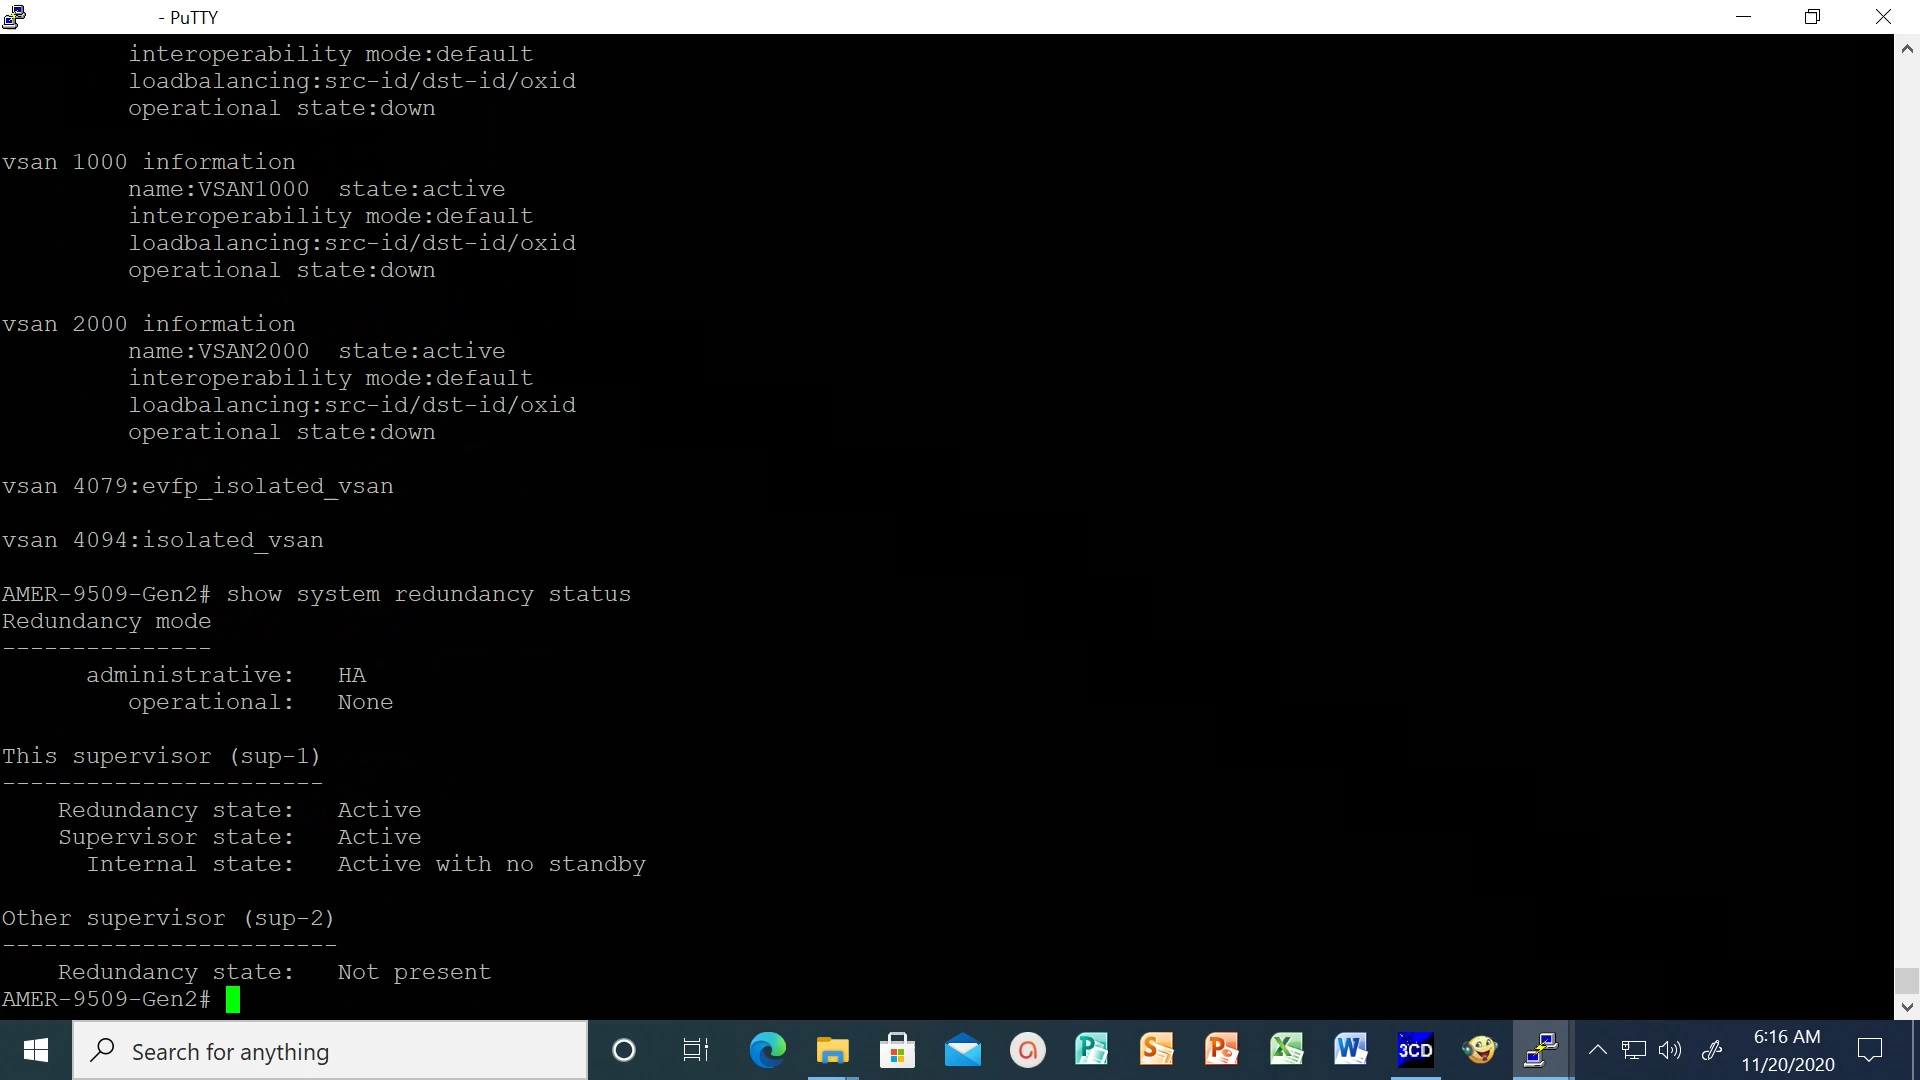 - PuTTY
interoperability mode:default
loadbalancing:src-id/dst-id/oxid
operational state:down
vsan 1000 information
name:VSAN1000  state:active
interoperability mode:default
loadbalancing:src-id/dst-id/oxid
operational state:down
vsan 2000 information
name:VSAN2000  state:active
interoperability mode:default
loadbalancing:src-id/dst-id/oxid
operational state:down
vsan 4079:evfp_isolated_vsan
vsan 4094:isolated_vsan
AMER-9509-Gen2# show system redundancy status
Redundancy mode
---------------
administrative:   HA
operational:   None
This supervisor (sup-1)
-----------------------
Redundancy state:   Active
Supervisor state:   Active
Internal state:   Active with no standby
Other supervisor (sup-2)
------------------------
Redundancy state:   Not present
AMER-9509-Gen2#
Search for anything
3CD
6:16 AM
11/20/2020